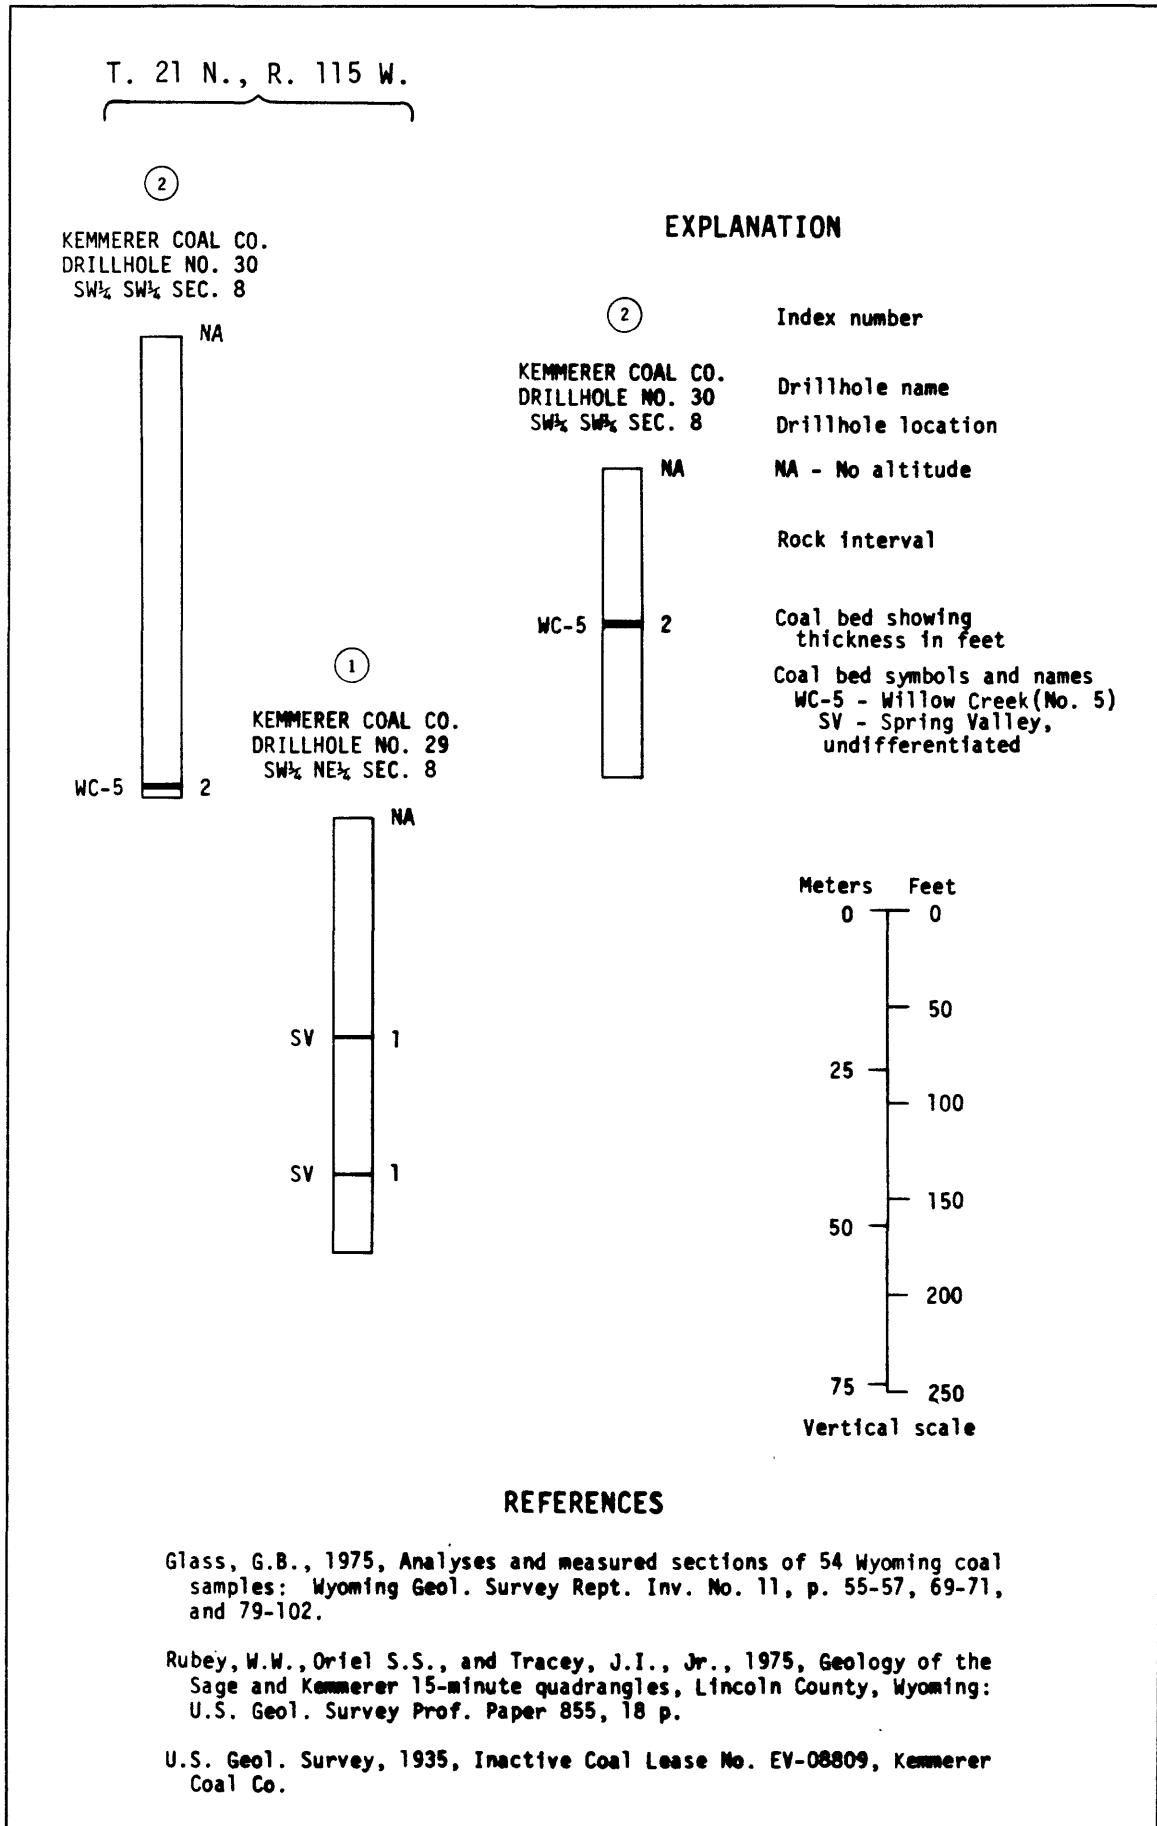 T. 21 N., R. 115 W.
2
KEMMERER COAL CO.
DRILLHOLE NO. 30
SW¼ SW¼ SEC. 8
NA
WC-5 2
1
KEMMERER COAL CO.
DRILLHOLE NO. 29
SW¼ NE¼ SEC. 8
NA
SV 1
SV 1
EXPLANATION
2 Index number
KEMMERER COAL CO.
DRILLHOLE NO. 30 Drillhole name
SW¼ SW¼ SEC. 8 Drillhole location
NA NA - No altitude
Rock interval
WC-5 2 Coal bed showing
thickness in feet
Coal bed symbols and names
WC-5 - Willow Creek(No. 5)
SV - Spring Valley,
undifferentiated
Meters Feet
0 0
50
25
100
150
50
200
75 250
Vertical scale
REFERENCES
Glass, G.B., 1975, Analyses and measured sections of 54 Wyoming coal
samples: Wyoming Geol. Survey Rept. Inv. No. 11, p. 55-57, 69-71,
and 79-102.
Rubey, W.W., Oriel S.S., and Tracey, J.I., Jr., 1975, Geology of the
Sage and Kemmerer 15-minute quadrangles, Lincoln County, Wyoming:
U.S. Geol. Survey Prof. Paper 855, 18 p.
U.S. Geol. Survey, 1935, Inactive Coal Lease No. EV-08809, Kemmerer
Coal Co.